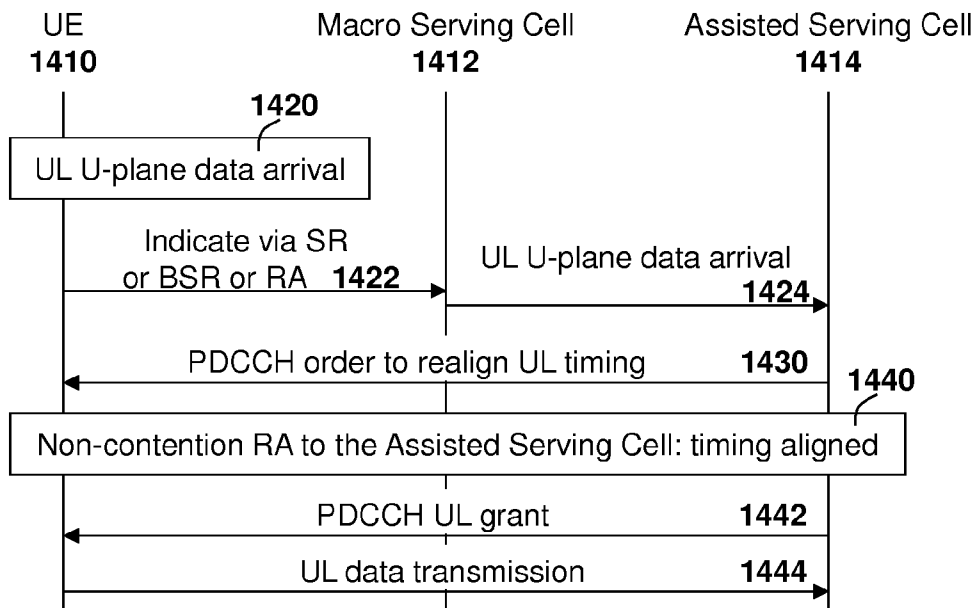 UE Macro Serving Cell Assisted Serving Cell
1410 1412 1414
1420
UL U-plane data arrival
Indicate via SR
or BSR or RA 1422
UL U-plane data arrival
1424
PDCCH order to realign UL timing 1430
1440
Non-contention RA to the Assisted Serving Cell: timing aligned
PDCCH UL grant 1442
UL data transmission 1444